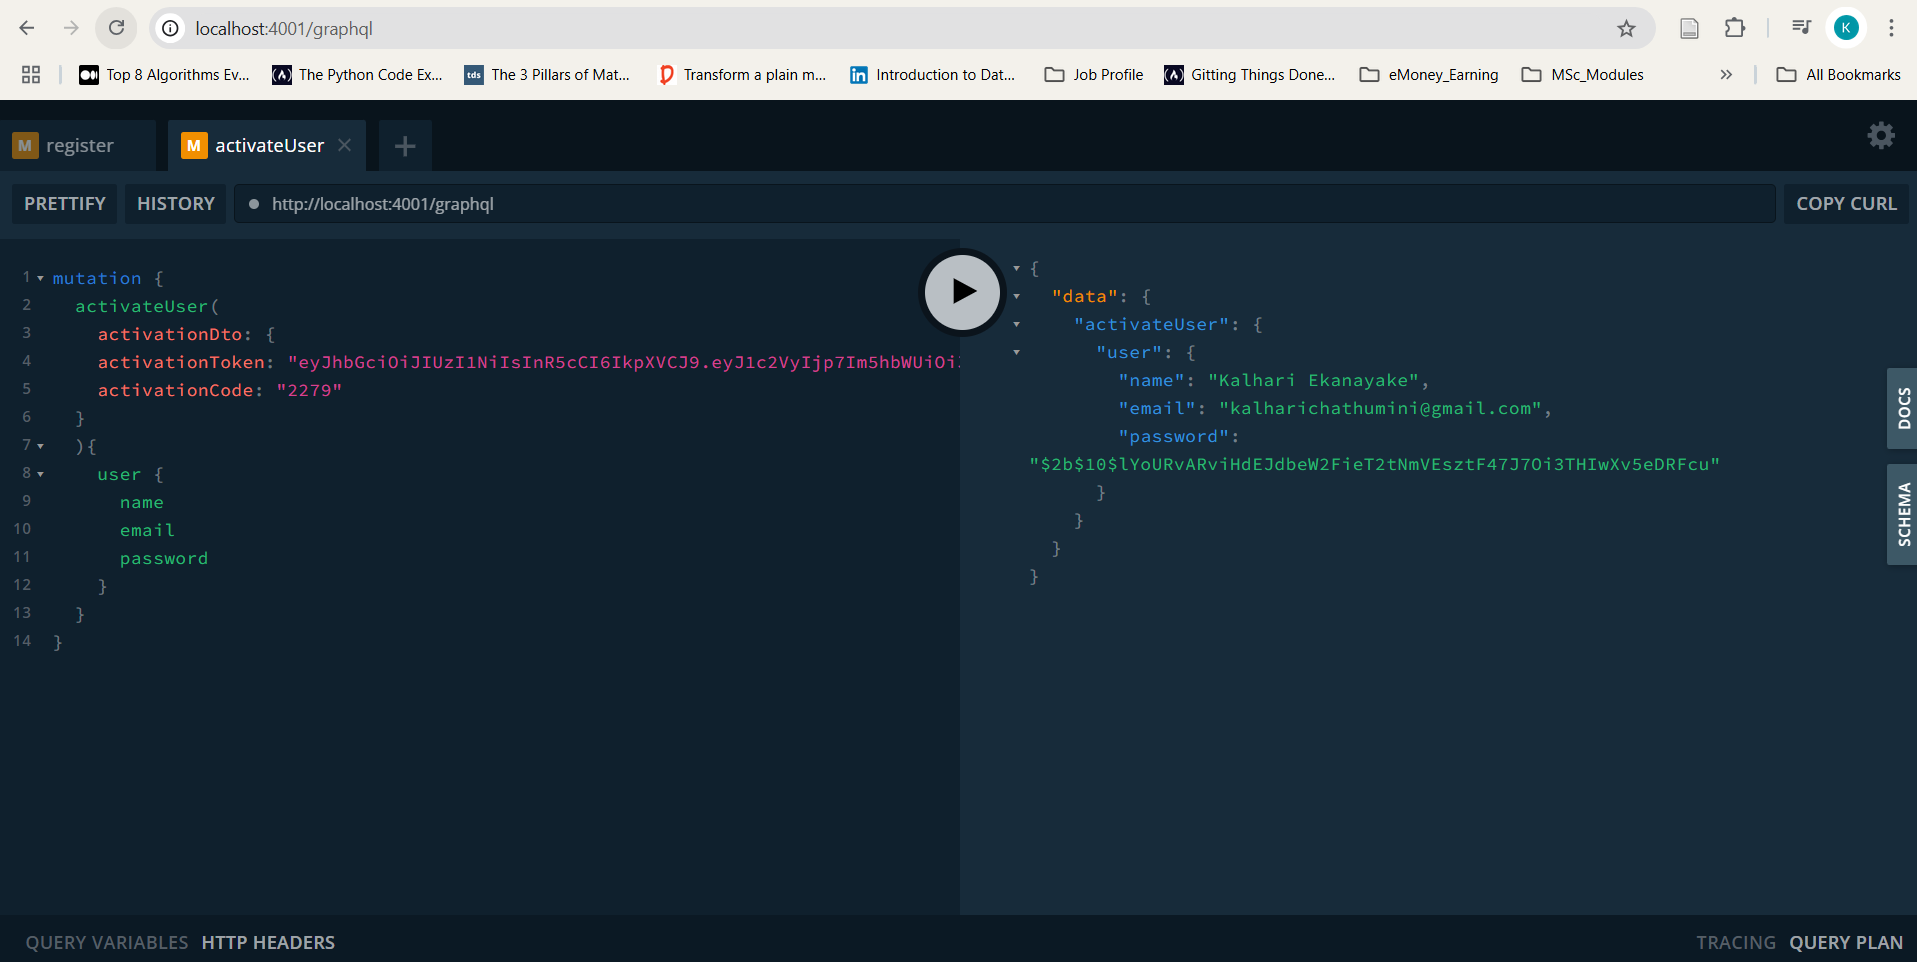 localhost:4001/graphql
K
Top 8 Algorithms Ev...
The Python Code Ex...
tds
The 3 Pillars of Mat...
Transform a plain m...
in
Introduction to Dat...
Job Profile
Gitting Things Done...
eMoney_Earning
MSc_Modules
»
All Bookmarks
M register
M activateUser
PRETTIFY
HISTORY
http://localhost:4001/graphql
COPY CURL
1 mutation {
2 activateUser(
3 activationDto: {
4 activationToken: "eyJhbGciOiJIUzI1NiIsInR5cCI6IkpXVCJ9.eyJ1c2VyIjp7Im5hbWUiOi
5 activationCode: "2279"
6 }
7 ){
8 user {
9 name
10 email
11 password
12 }
13 }
14 }
{
"data": {
"activateUser": {
"user": {
"name": "Kalhari Ekanayake",
"email": "kalharichathumini@gmail.com",
"password":
"$2b$10$lYoURvARviHdEJdbeW2FieT2tNmVEsztF47J7Oi3THIwXv5eDRFcu"
}
}
}
}
DOCS
SCHEMA
QUERY VARIABLES
HTTP HEADERS
TRACING
QUERY PLAN